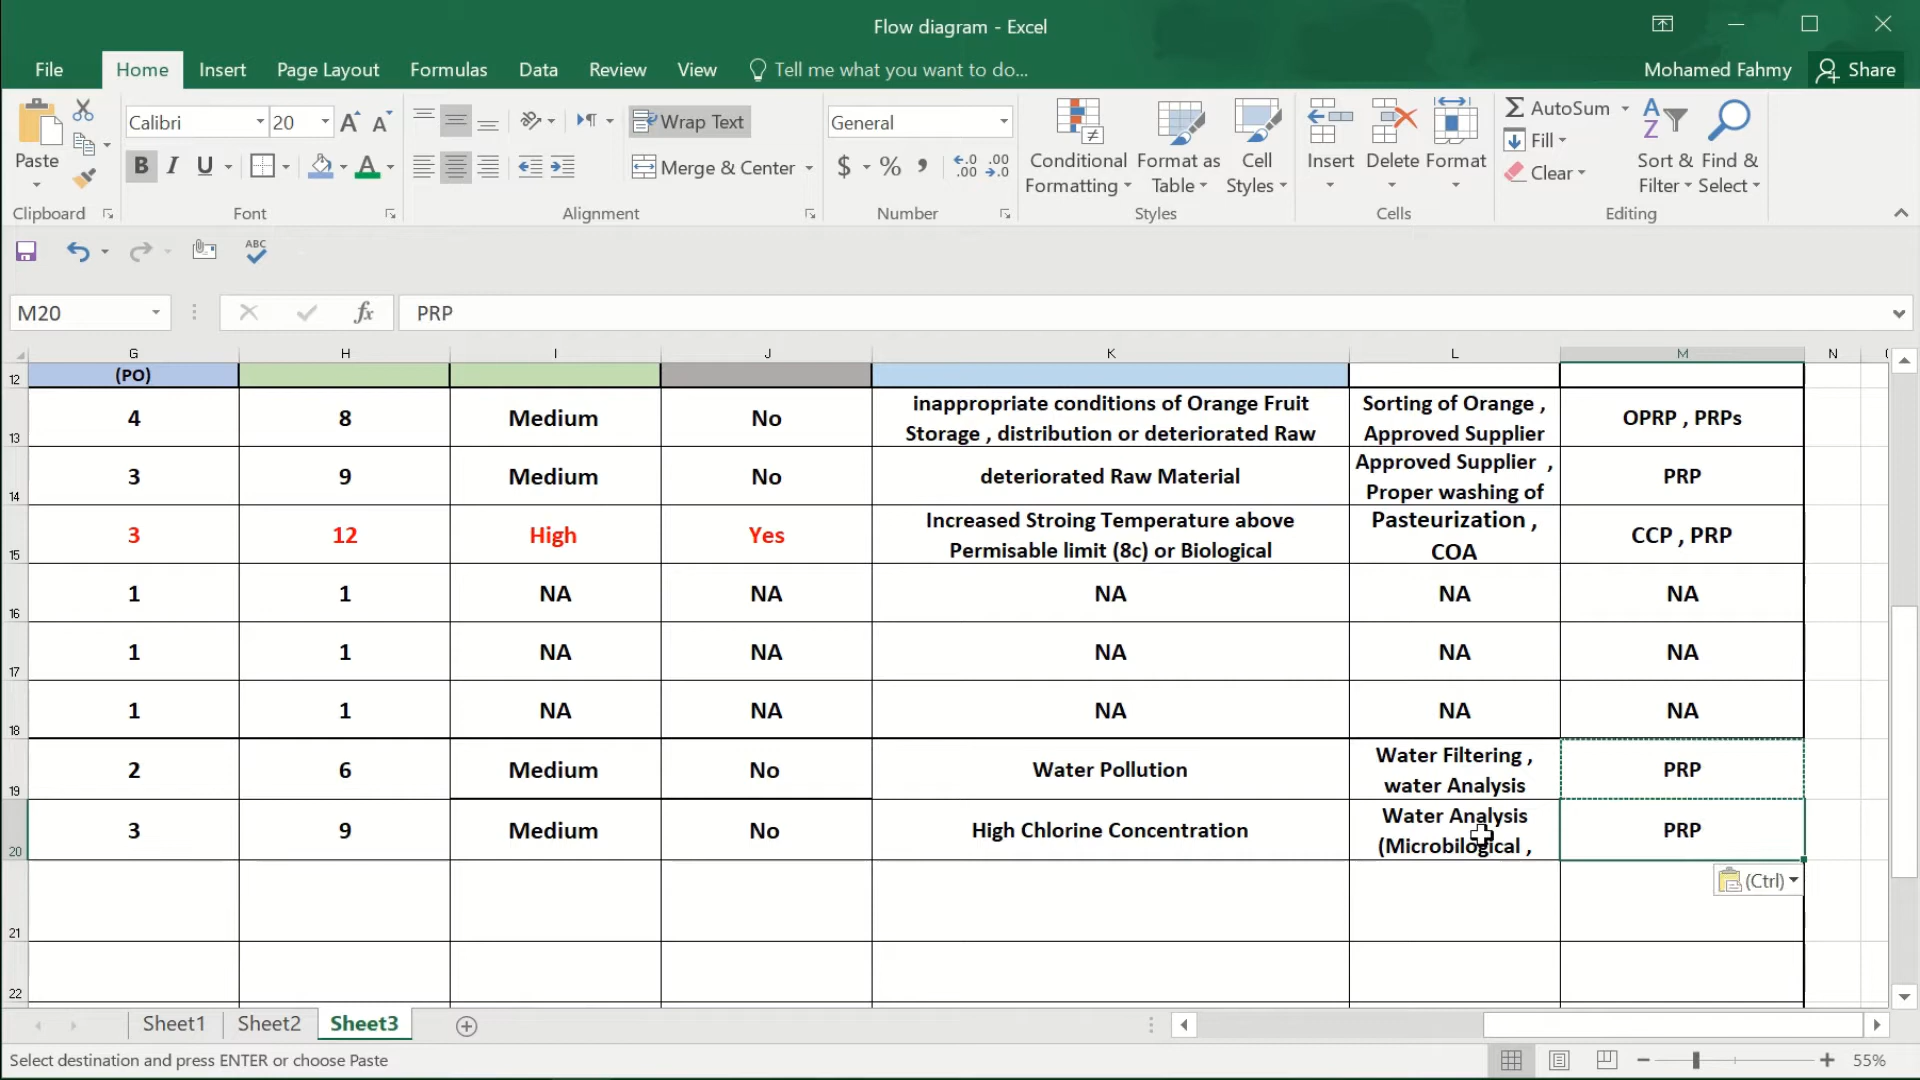 Flow diagram - Excel
File Home Insert Page Layout Formulas Data Review View Tell me what you want to do... Mohamed Fahmy Share
Calibri 20 A A Wrap Text General AutoSum
Paste Fill
B I U A Merge & Center $ % Clear
Conditional Formatting
Format as Table
Cell Styles
Insert Delete Format
Sort & Filter
Find & Select
Clipboard Font Alignment Number Styles Cells Editing
ABC
M20 fx PRP
G H I J K L M N
12 (PO)
13 4 8 Medium No
inappropriate conditions of Orange Fruit
Storage , distribution or deteriorated Raw
Sorting of Orange ,
Approved Supplier
OPRP , PRPs
14 3 9 Medium No deteriorated Raw Material
Approved Supplier ,
Proper washing of
PRP
15 3 12 High Yes
Increased Stroing Temperature above
Permisable limit (8c) or Biological
Pasteurization ,
COA
CCP , PRP
16 1 1 NA NA NA NA NA
17 1 1 NA NA NA NA NA
18 1 1 NA NA NA NA NA
19 2 6 Medium No Water Pollution
Water Filtering ,
water Analysis
PRP
20 3 9 Medium No High Chlorine Concentration
Water Analysis
(Microbilogical ,
PRP
(Ctrl)
21
22
Sheet1 Sheet2 Sheet3
Select destination and press ENTER or choose Paste 55%